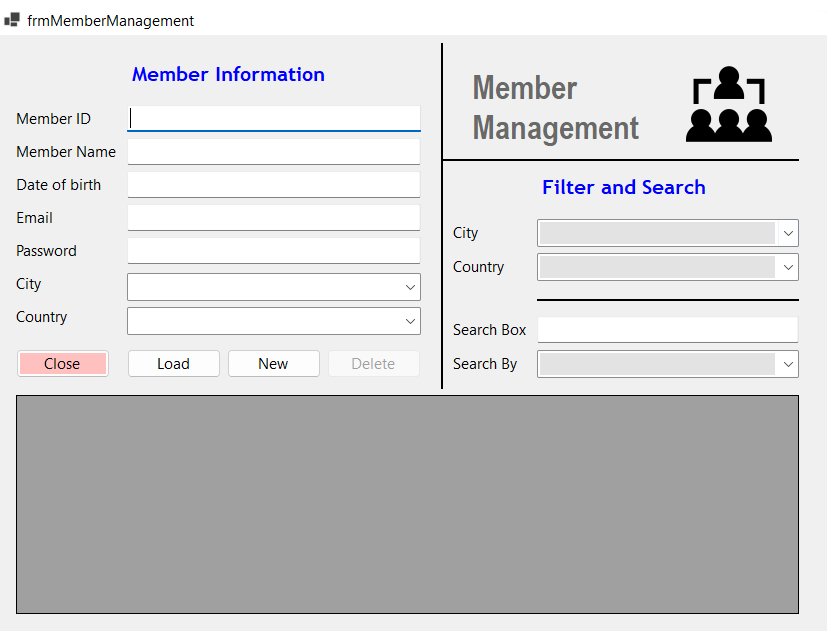 frmMemberManagement
Member Information
Member ID
Member Name
Date of birth
Email
Password
City
Country
Close
Load
New
Delete
Member
Management
Filter and Search
City
Country
Search Box
Search By